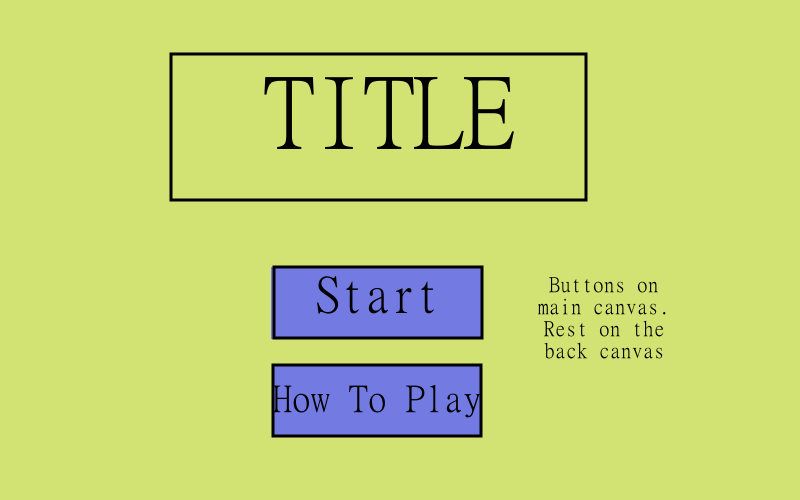 TITLE
Start
How To Play
Buttons on
main canvas.
Rest on the
back canvas